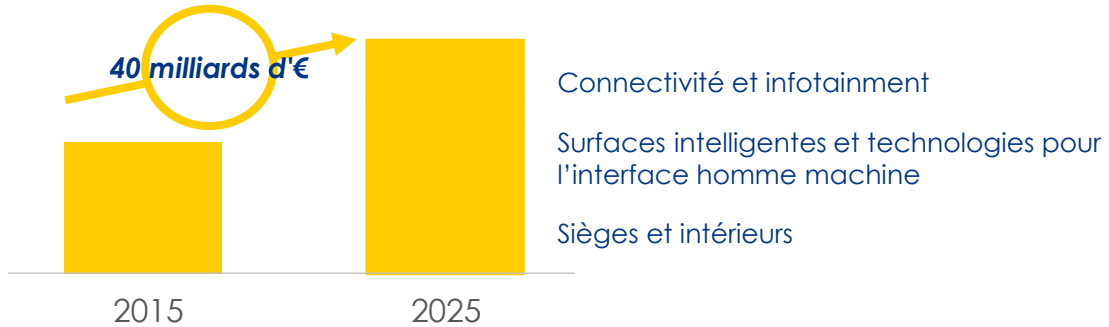 40 milliards d'€
Connectivité et infotainment
Surfaces intelligentes et technologies pour
l’interface homme machine
Sièges et intérieurs
2015
2025